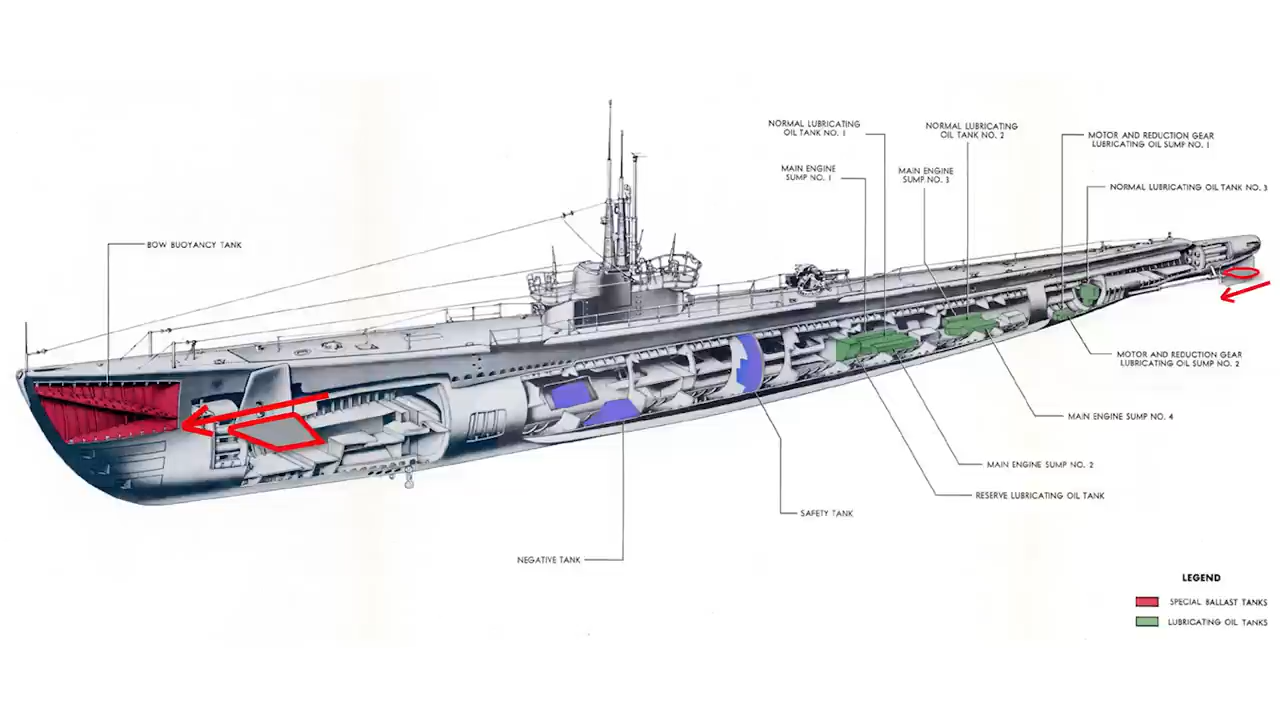 NORMAL LUBRICATING
OIL TANK NO. 1
NORMAL LUBRICATING
OIL TANK NO. 2
MOTOR AND REDUCTION GEAR
LUBRICATING OIL SUMP NO. 1
MAIN ENGINE
SUMP NO. 1
MAIN ENGINE
SUMP NO. 3
NORMAL LUBRICATING OIL TANK NO. 3
BOW BUOYANCY TANK
MOTOR AND REDUCTION GEAR
LUBRICATING OIL SUMP NO. 2
MAIN ENGINE SUMP NO. 4
MAIN ENGINE SUMP NO. 2
RESERVE LUBRICATING OIL TANK
SAFETY TANK
NEGATIVE TANK
LEGEND
SPECIAL BALLAST TANKS
LUBRICATING OIL TANKS